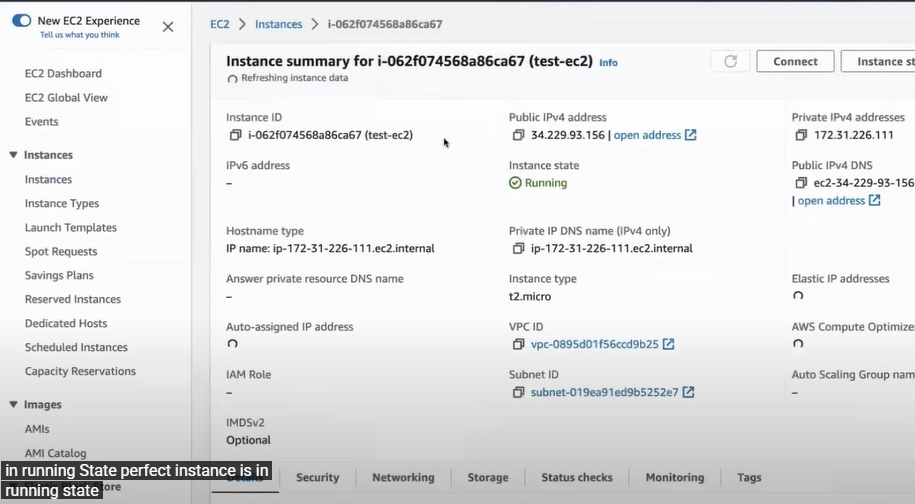 New EC2 Experience
Tell us what you think
EC2 Dashboard
EC2 Global View
Events
Instances
Instances
Instance Types
Launch Templates
Spot Requests
Savings Plans
Reserved Instances
Dedicated Hosts
Scheduled Instances
Capacity Reservations
Images
AMIs
AMI Catalog
EC2 > Instances > i-062f074568a86ca67
Instance summary for i-062f074568a86ca67 (test-ec2) Info
Refreshing instance data
Connect
Instance st
Instance ID
i-062f074568a86ca67 (test-ec2)
Public IPv4 address
34.229.93.156 | open address
Private IPv4 addresses
172.31.226.111
IPv6 address
–
Instance state
Running
Public IPv4 DNS
ec2-34-229-93-156
| open address
Hostname type
IP name: ip-172-31-226-111.ec2.internal
Private IP DNS name (IPv4 only)
ip-172-31-226-111.ec2.internal
Answer private resource DNS name
–
Instance type
t2.micro
Elastic IP addresses
Auto-assigned IP address
VPC ID
vpc-0895d01f56ccd9b25
AWS Compute Optimize
IAM Role
–
Subnet ID
subnet-019ea91ed9b5252e7
Auto Scaling Group nam
–
IMDSv2
Optional
Details
Security
Networking
Storage
Status checks
Monitoring
Tags
in running State perfect instance is in
running state